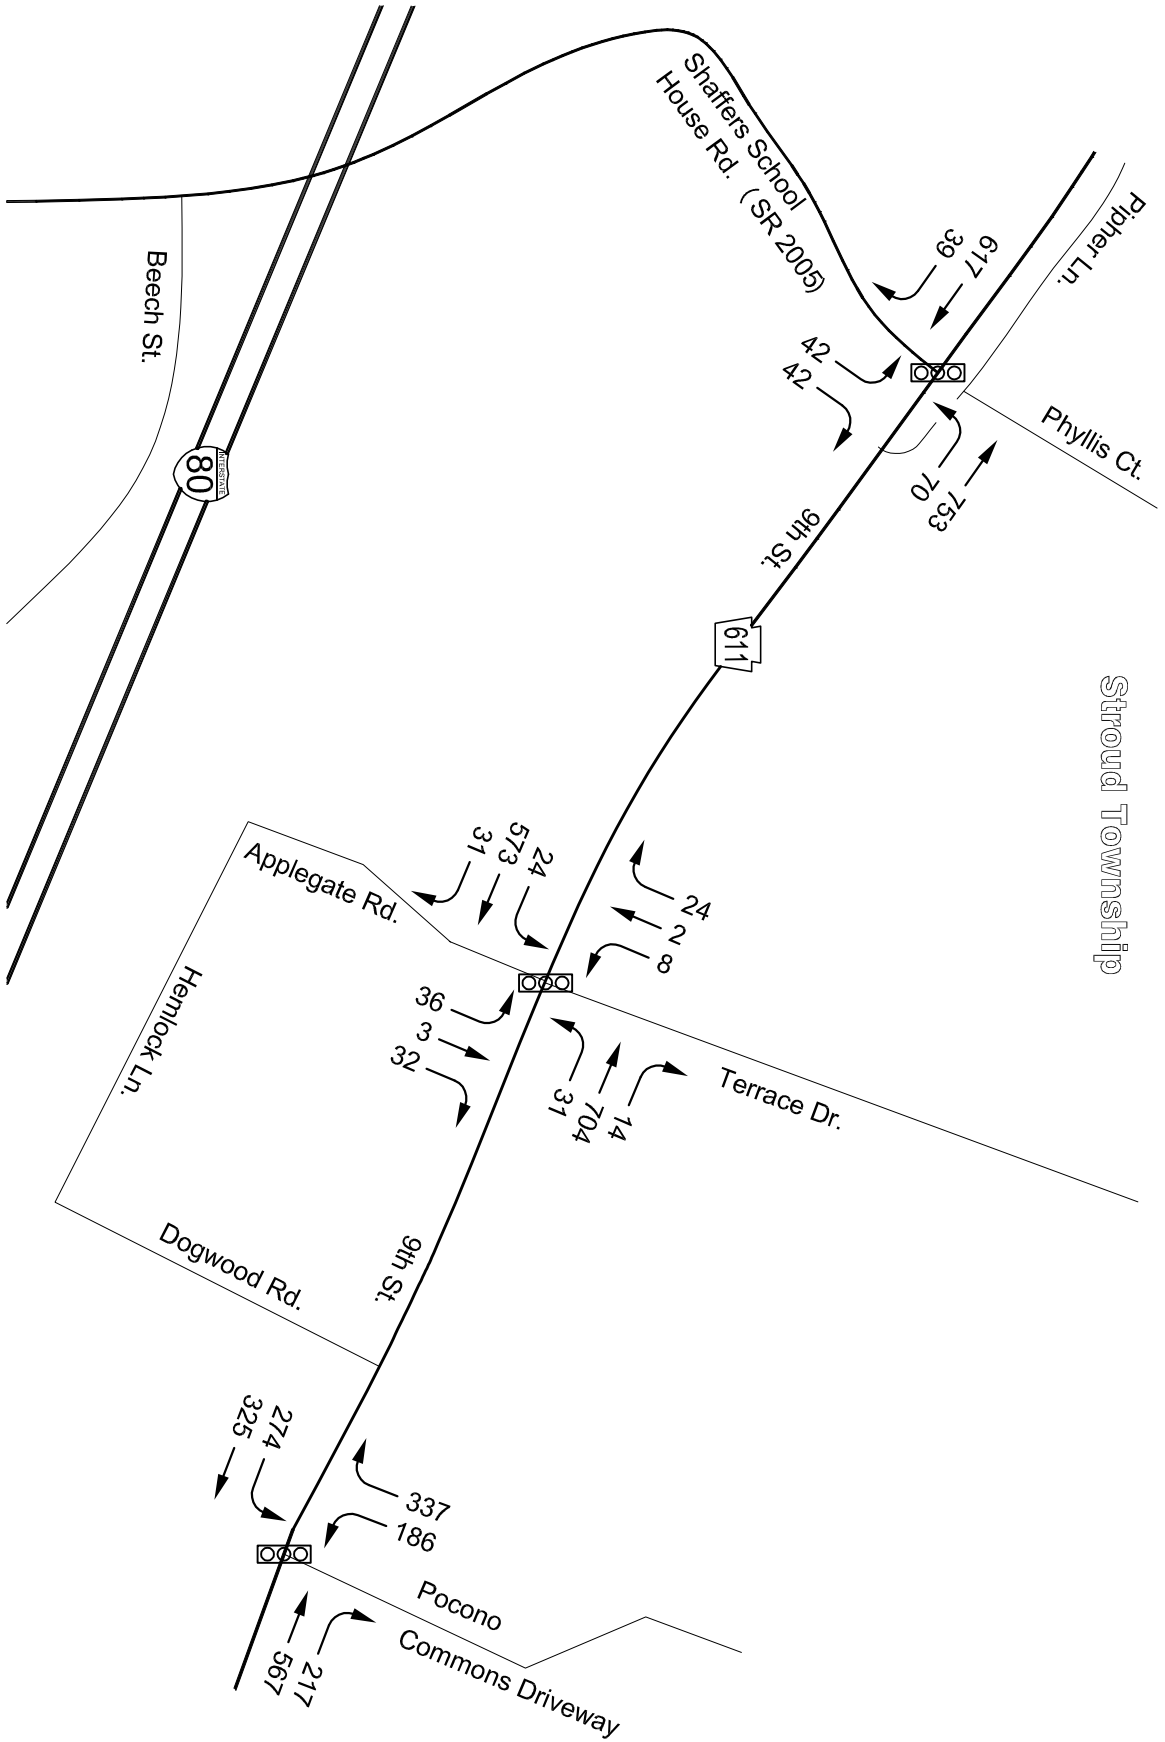 Shaffers School
House Rd. (SR 2005)
Pipher Ln.
617
39
42
42
70
753
Phyllis Ct.
Beech St.
INTERSTATE
80
9th St.
611
Stroud Township
24
573
31
24
2
8
Applegate Rd.
36
3
32
31
704
14
Terrace Dr.
Hemlock Ln.
Dogwood Rd.
9th St.
274
325
337
186
Pocono
Commons Driveway
567
217